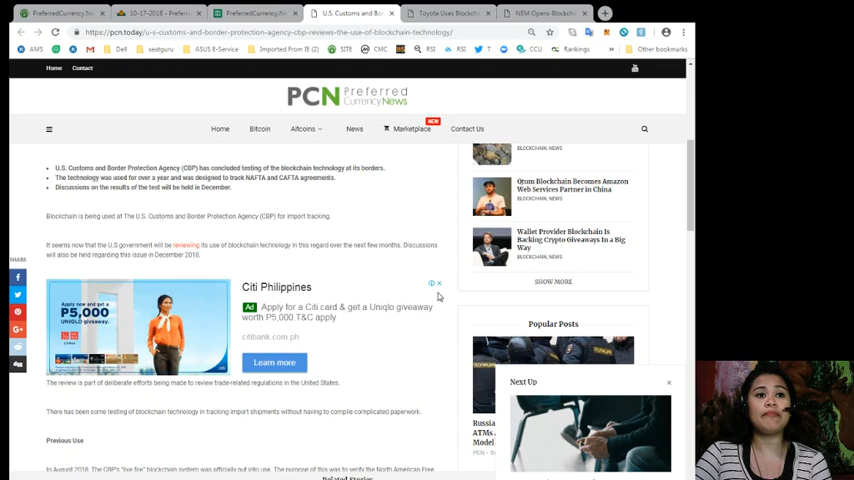 PreferredCurrency.Ne
10-17-2018 - Preferre
PreferredCurrency.Ne
U.S. Customs and Bor
Toyota Uses Blockcha
NEM Opens Blockcha
https://pcn.today/u-s-customs-and-border-protection-agency-cbp-reviews-the-use-of-blockchain-technology/
AMS
Dell
seatguru
ASUS E-Service
Imported From IE (2)
SITE
CMC
BS
RSI
RSI
T
CCU
Rankings
»
Other bookmarks
Home
Contact
PCN Preferred
Currency News
NEW
Home
Bitcoin
Altcoins
News
Marketplace
Contact Us
U.S. Customs and Border Protection Agency (CBP) has concluded testing of the blockchain technology at its borders.
The technology was used for over a year and was designed to track NAFTA and CAFTA agreements.
Discussions on the results of the test will be held in December.
Blockchain is being used at The U.S. Customs and Border Protection Agency (CBP) for import tracking.
It seems now that the U.S government will be reviewing its use of blockchain technology in this regard over the next few months. Discussions
will also be held regarding this issue in December 2018.
SHARE
Apply now and get a
P5,000
UNIQLO giveaway.
citi
Citi Philippines
Ad Apply for a Citi card & get a Uniqlo giveaway
worth P5,000 T&C apply
citibank.com.ph
Learn more
The review is part of deliberate efforts being made to review trade-related regulations in the United States.
There has been some testing of blockchain technology in tracking import shipments without having to compile complicated paperwork.
Previous Use
In August 2018, The CBP's "live fire" blockchain system was officially put into use. The purpose of this was to verify the North American Free
Related Stories
BLOCKCHAIN, NEWS
Qtum Blockchain Becomes Amazon
Web Services Partner in China
BLOCKCHAIN, NEWS
Wallet Provider Blockchain Is
Backing Crypto Giveaways In a Big
Way
BLOCKCHAIN, NEWS
SHOW MORE
Popular Posts
Russia
ATMs
Model
PCN
Next Up